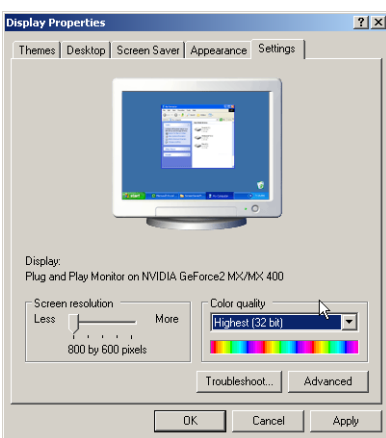 Display Properties
Themes Desktop Screen Saver Appearance Settings
Display:
Plug and Play Monitor on NVIDIA GeForce2 MX/MX 400
Screen resolution
Less More
800 by 600 pixels
Color quality
Highest (32 bit)
Troubleshoot... Advanced
OK Cancel Apply